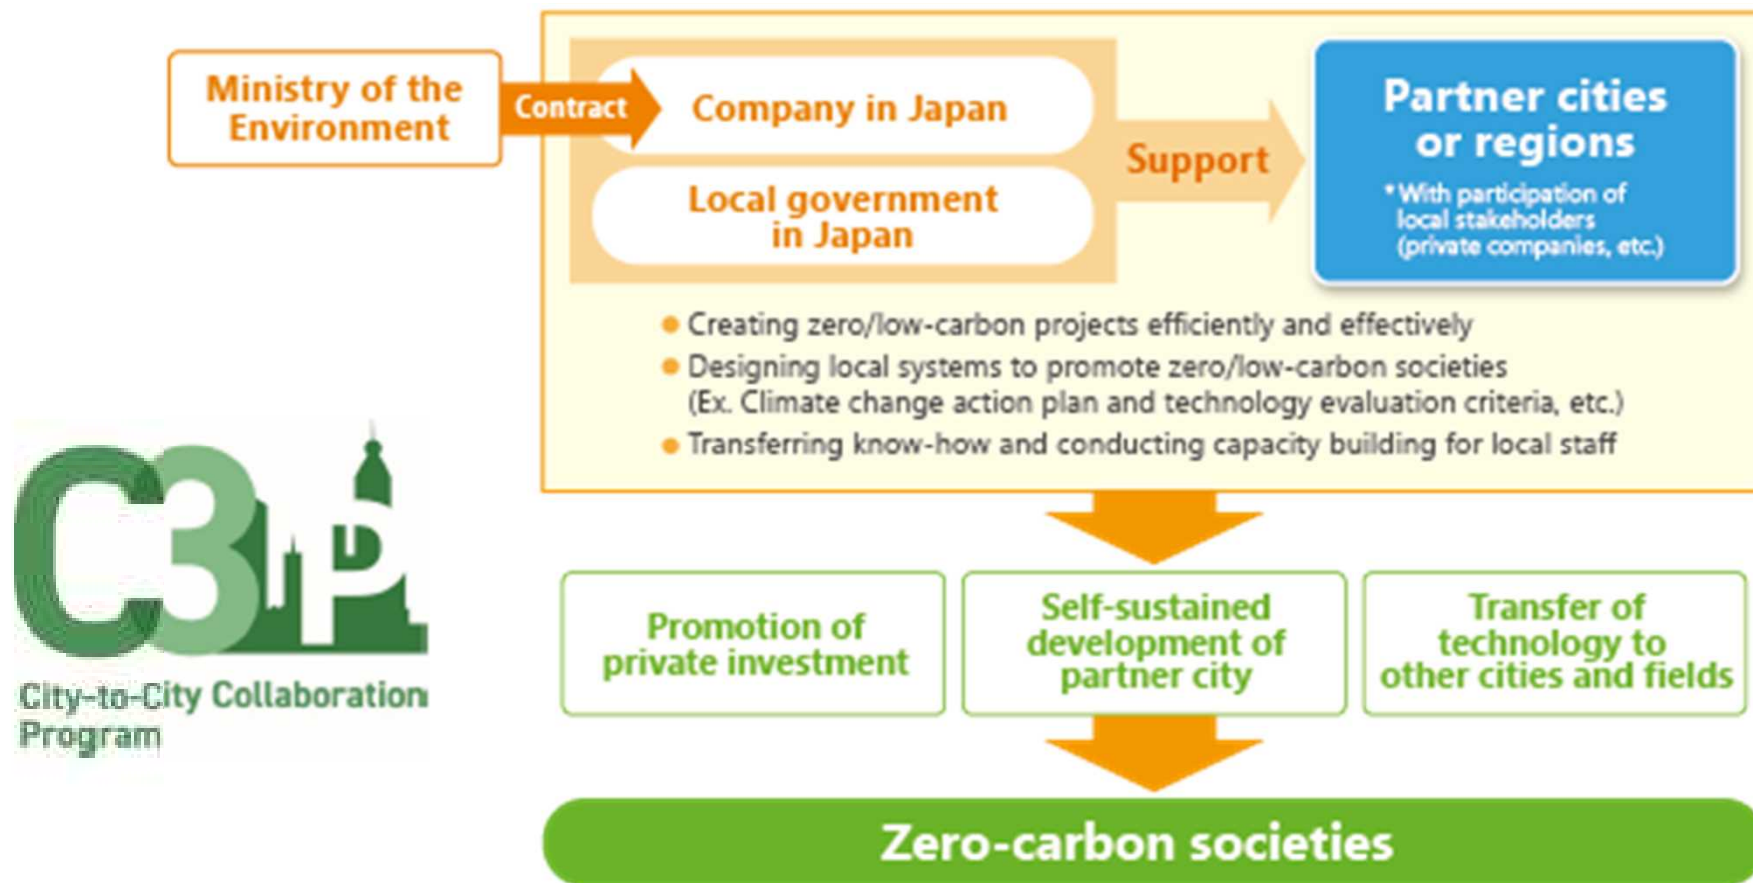 Ministry of the
Environment
Contract
Company in Japan
Local government
in Japan
Support
Partner cities
or regions
*With participation of
local stakeholders
(private companies, etc.)
● Creating zero/low-carbon projects efficiently and effectively
● Designing local systems to promote zero/low-carbon societies
(Ex. Climate change action plan and technology evaluation criteria, etc.)
● Transferring know-how and conducting capacity building for local staff
C3P
City-to-City Collaboration
Program
Promotion of
private investment
Self-sustained
development of
partner city
Transfer of
technology to
other cities and fields
Zero-carbon societies